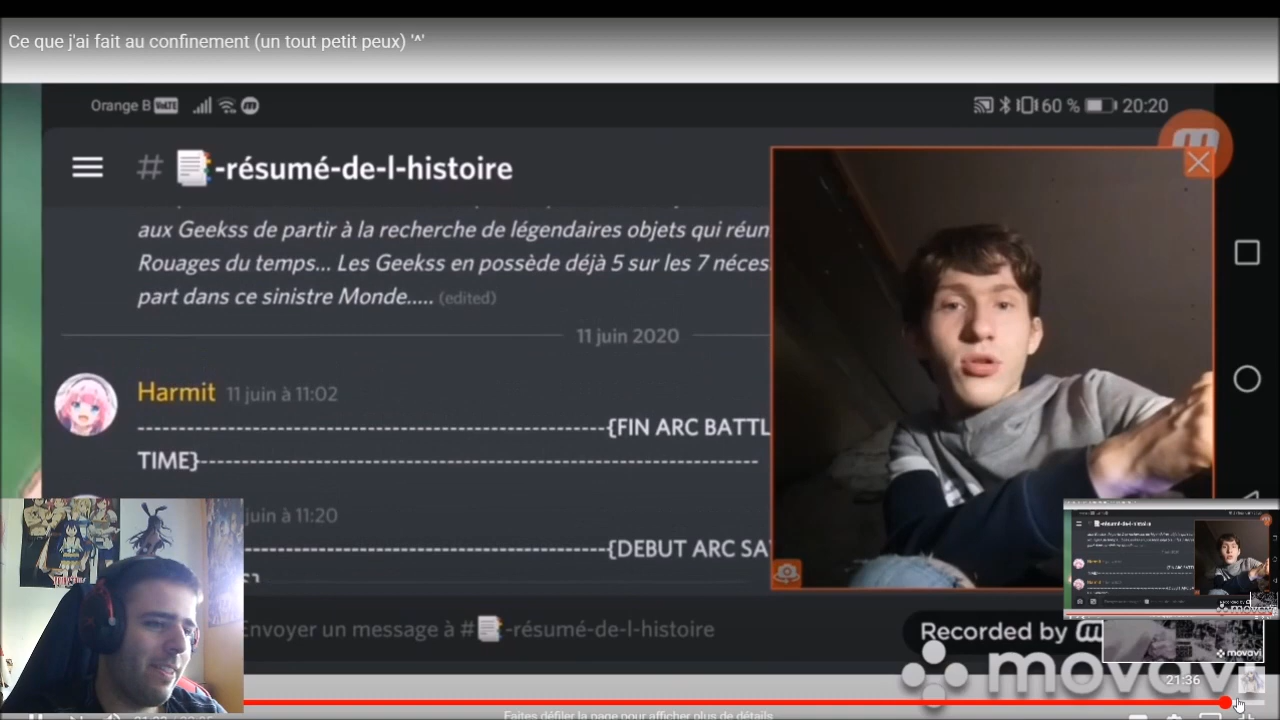 Ce que j'ai fait au confinement (un tout petit peux) '^'
Orange B VoLTE 60 % 20:20
# -résumé-de-l-histoire
aux Geekss de partir à la recherche de légendaires objets qui réun
Rouages du temps... Les Geekss en possède déjà 5 sur les 7 néces
part dans ce sinistre Monde..... (edited)
11 juin 2020
Harmit 11 juin à 11:02
-----------------------------------------------{FIN ARC BATTL
TIME}--------------------------------------------------------
juin à 11:20
------------------------------------{DEBUT ARC SA
Envoyer un message à # -résumé-de-l-histoire
Recorded by
movavi
movavi
21:36
Faites défiler la page pour afficher plus de détails